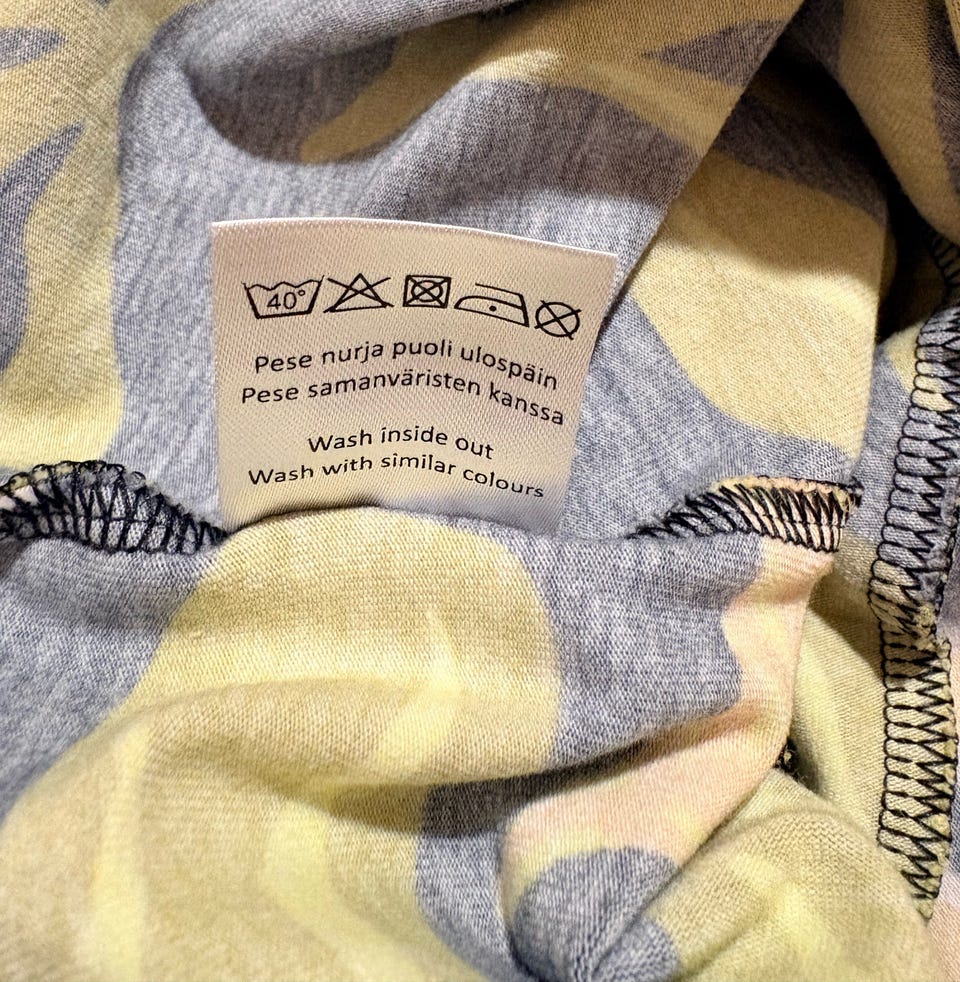 40°
Pese nurja puoli ulospäin
Pese samanväristen kanssa
Wash inside out
Wash with similar colours